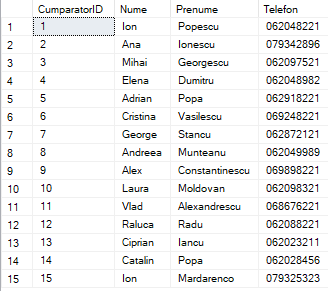 CumparatorID Nume Prenume Telefon
1 1 Ion Popescu 062048221
2 2 Ana Ionescu 079342896
3 3 Mihai Georgescu 062097521
4 4 Elena Dumitru 062048982
5 5 Adrian Popa 062918221
6 6 Cristina Vasilescu 069248221
7 7 George Stancu 062872121
8 8 Andreea Munteanu 062049989
9 9 Alex Constantinescu 069898221
10 10 Laura Moldovan 062098321
11 11 Vlad Alexandrescu 068676221
12 12 Raluca Radu 062088221
13 13 Ciprian Iancu 062023211
14 14 Catalin Popa 062028456
15 15 Ion Mardarenco 079325323